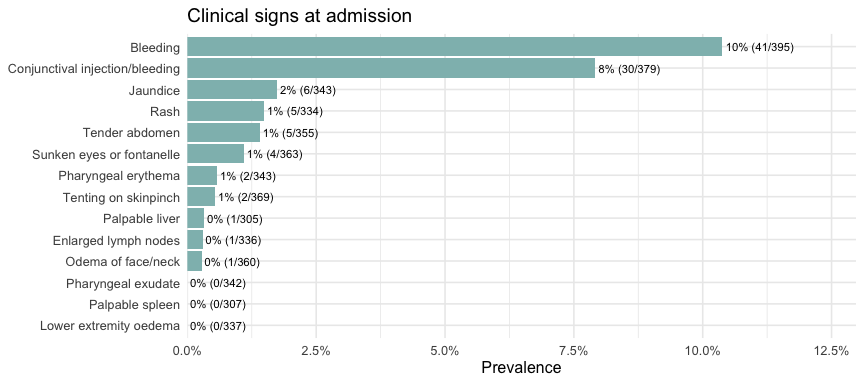 Clinical signs at admission
Bleeding 10% (41/395)
Conjunctival injection/bleeding 8% (30/379)
Jaundice 2% (6/343)
Rash 1% (5/334)
Tender abdomen 1% (5/355)
Sunken eyes or fontanelle 1% (4/363)
Pharyngeal erythema 1% (2/343)
Tenting on skinpinch 1% (2/369)
Palpable liver 0% (1/305)
Enlarged lymph nodes 0% (1/336)
Odema of face/neck 0% (1/360)
Pharyngeal exudate 0% (0/342)
Palpable spleen 0% (0/307)
Lower extremity oedema 0% (0/337)
0.0% 2.5% 5.0% 7.5% 10.0% 12.5%
Prevalence